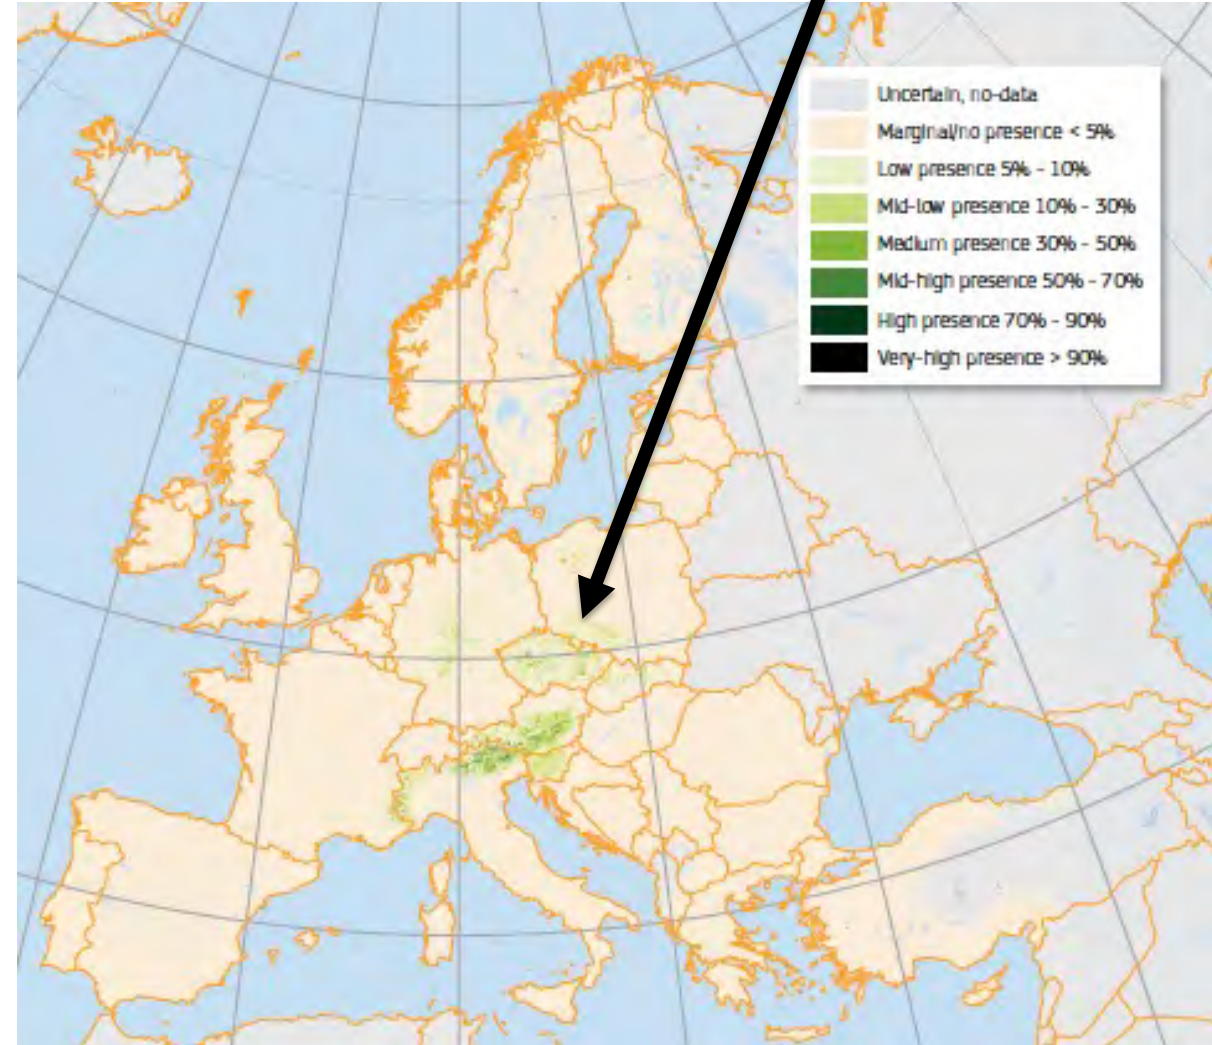 Uncertain, no-data
Marginal/no presence < 5%
Low presence 5% - 10%
Mid-low presence 10% - 30%
Medium presence 30% - 50%
Mid-high presence 50% - 70%
High presence 70% - 90%
Very-high presence > 90%